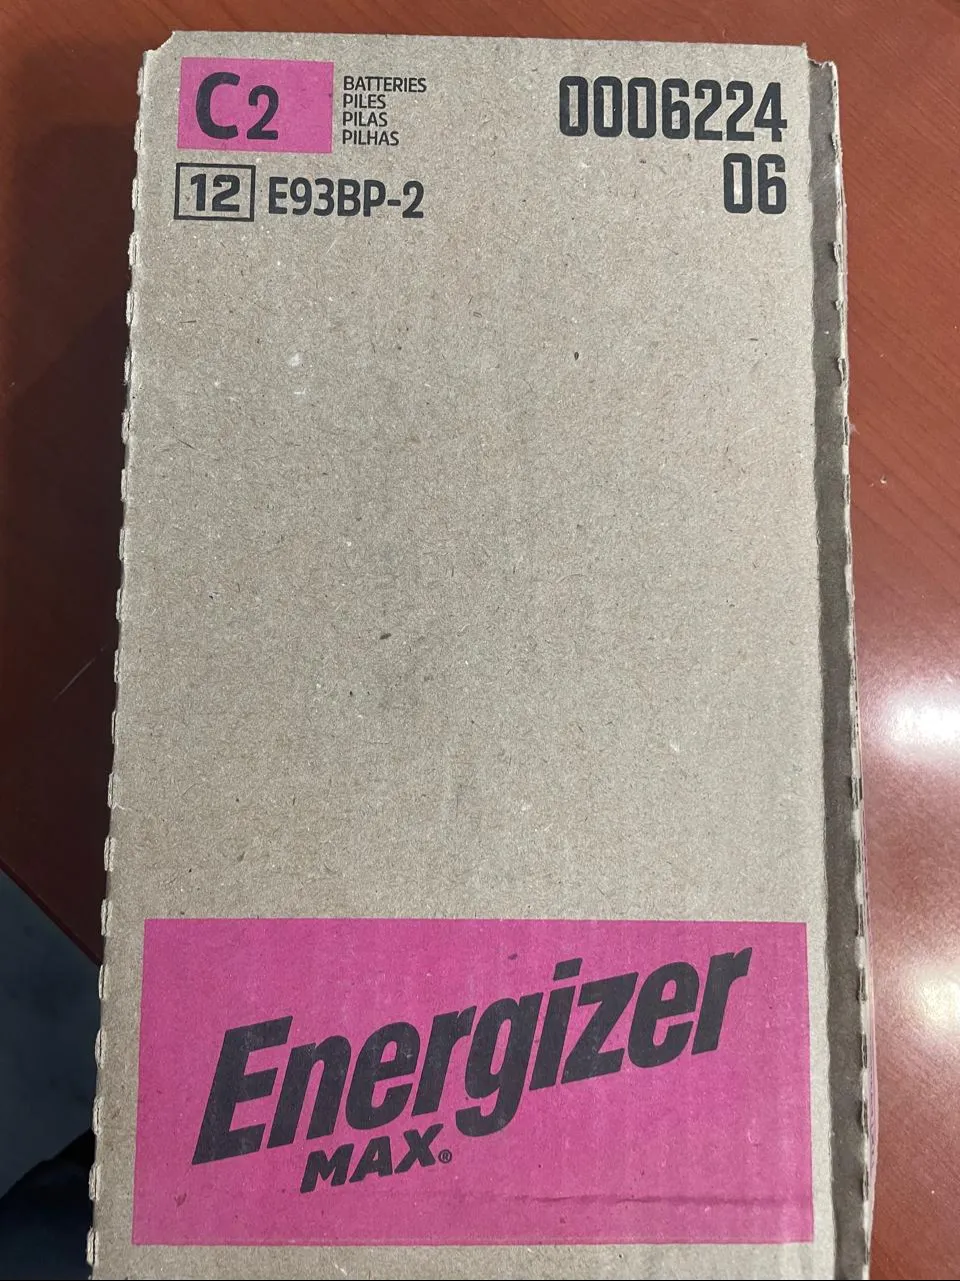 C2
BATTERIES
PILES
PILAS
PILHAS
12 E93BP-2
0006224
06
Energizer
MAX®